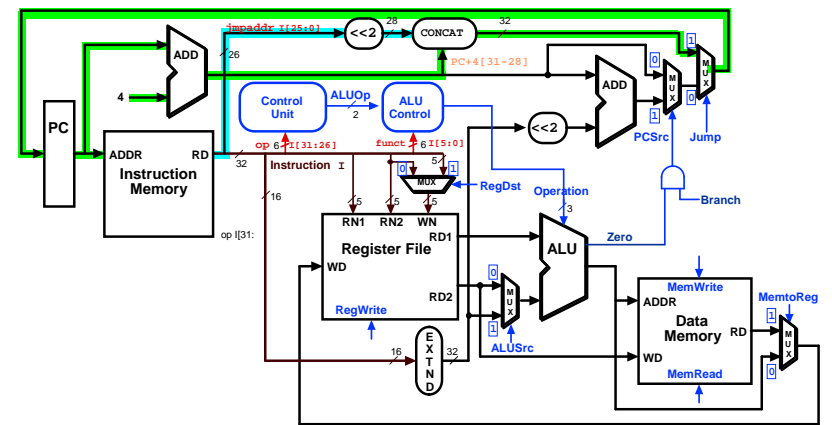 jmpaddr I[25:0]
28
32
<<2
CONCAT
26
PC+4[31-28]
ADD
4
PC
ADDR
RD
Instruction
Memory
32
Control
Unit
ALUOp
2
ALU
Control
op 6 I[31:26]
funct 6 I[5:0]
Instruction I
5
0
1
MUX
RegDst
16
5
5
5
RN1
RN2
WN
Register File
RD1
RD2
WD
RegWrite
op I[31:
Operation
3
ALU
Zero
<<2
ADD
0
1
MUX
PCSrc
1
0
MUX
Jump
Branch
0
1
MUX
ALUSrc
16
EXTND
32
MemWrite
ADDR
Data
Memory
RD
WD
MemRead
MemtoReg
1
0
MUX